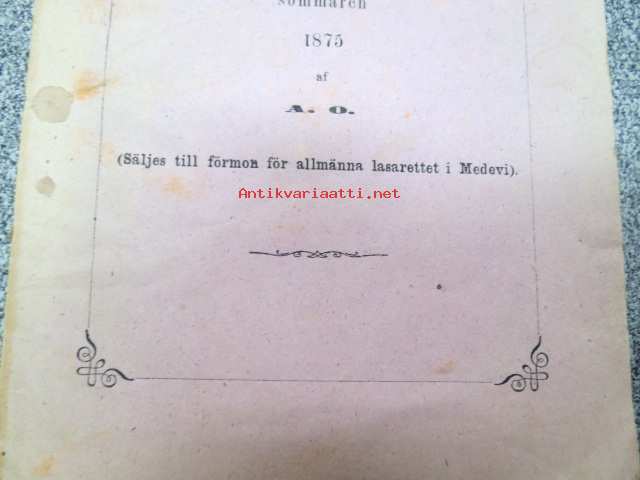 sommaren
1875
af
A. O.
(Säljes till förmon för allmänna lasarettet i Medevi).
Antikvariaatti.net